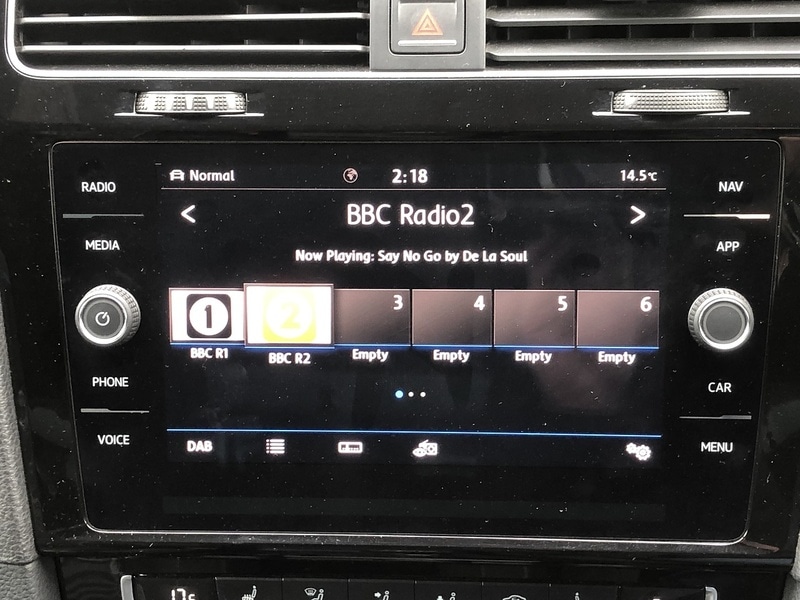 RADIO
MEDIA
PHONE
VOICE
Normal 2:18 14.5°C
< BBC Radio2 >
Now Playing: Say No Go by De La Soul
1 2 3 4 5 6
BBC R1 BBC R2 Empty Empty Empty Empty
DAB
NAV
APP
CAR
MENU